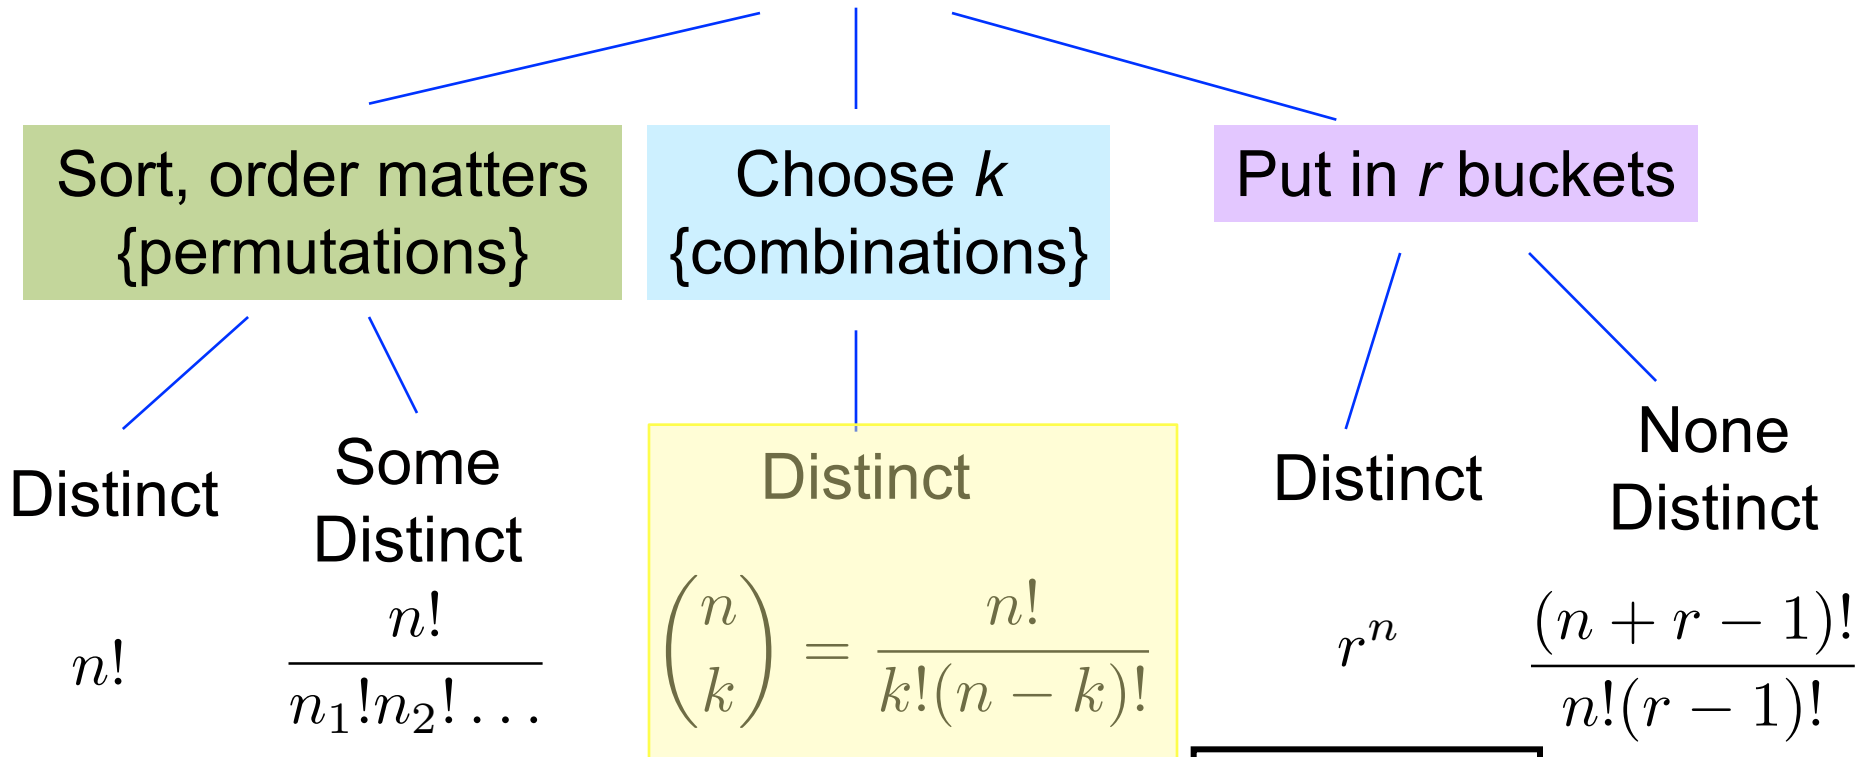 Sort, order matters
{permutations}
Choose k
{combinations}
Put in r buckets
Distinct
Some
Distinct
Distinct
Distinct
None
Distinct
n!
n!
n₁!n₂!...
(n k) = n! / k!(n − k)!
rⁿ
(n + r − 1)!
n!(r − 1)!